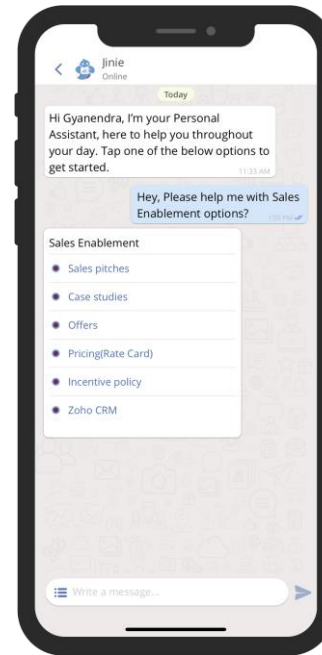 Jinie
Online
Today
Hi Gyanendra, I'm your Personal
Assistant, here to help you throughout
your day. Tap one of the below options to
get started.
11:33 AM
Hey, Please help me with Sales
Enablement options?
Sales Enablement
Sales pitches
Case studies
Offers
Pricing(Rate Card)
Incentive policy
Zoho CRM
Write a message...